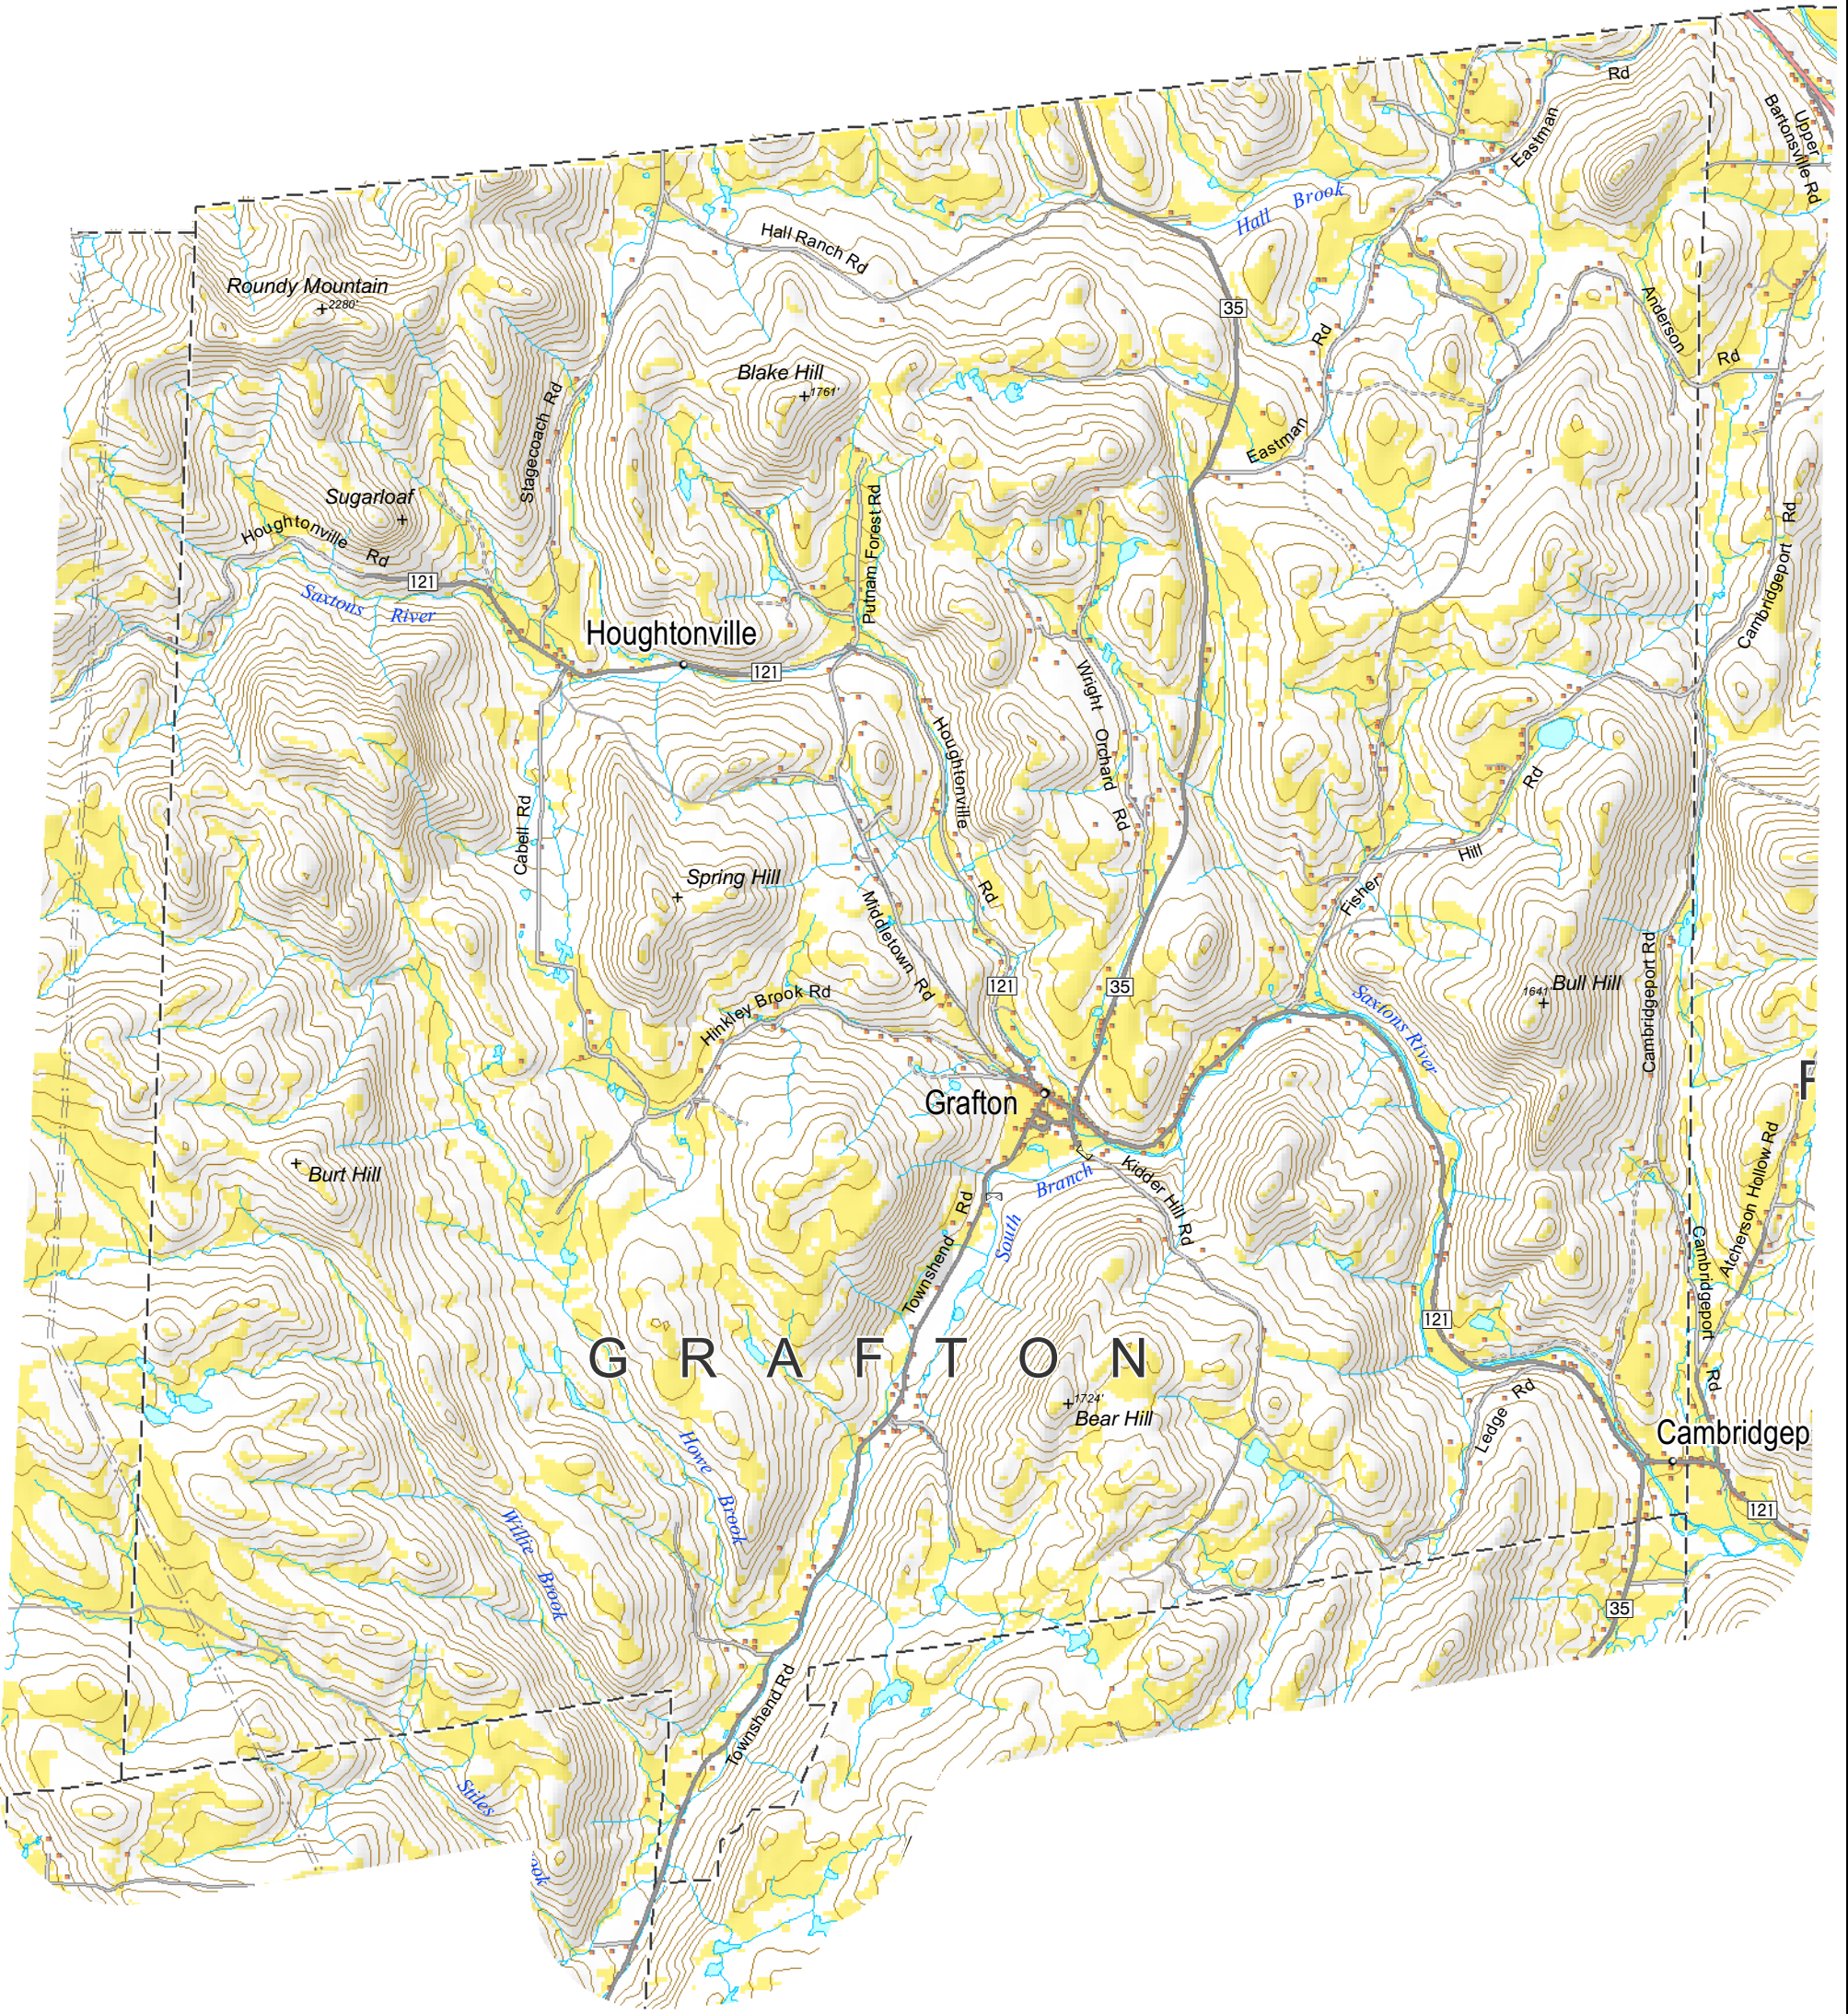 Rd
Eastman
Upper
Bartonsville Rd
Hall Brook
Hall Ranch Rd
Roundy Mountain
2280'
35
Anderson
Rd
Rd
Blake Hill
1761'
Stagecoach Rd
Eastman
Sugarloaf
Houghtonville Rd
121
Putnam Forest Rd
Cambridgeport Rd
Saxtons River
Houghtonville
121
Wright Orchard Rd
Houghtonville Rd
Cabell Rd
Rd
Hill
Fisher
Spring Hill
Middletown Rd
Hinkley Brook Rd
121
35
Saxtons River
1641'
Bull Hill
Cambridgeport Rd
F
Grafton
Burt Hill
Branch
South
Kidder Hill Rd
Townshend Rd
Atcherson Hollow Rd
Cambridgeport Rd
121
GRAFTON
1724'
Bear Hill
Ledge Rd
Cambridgep
Howe Brook
Willie Brook
121
35
Townshend Rd
Stiles
ook